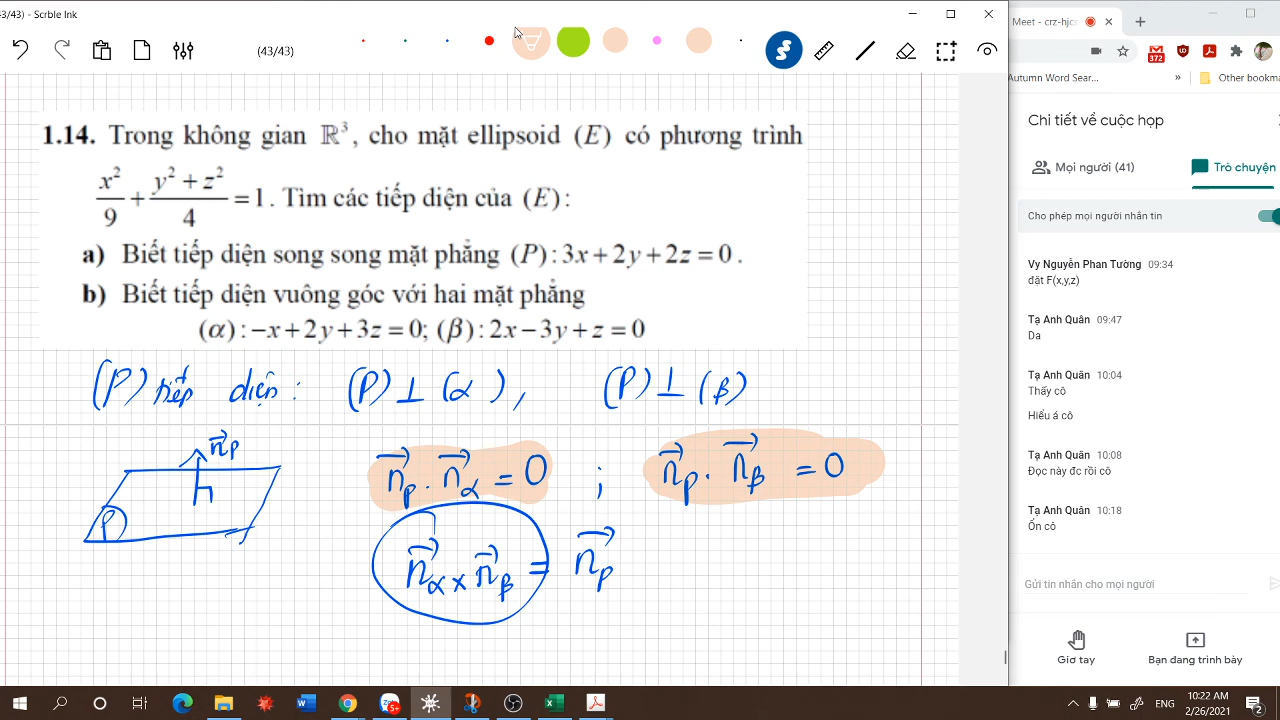 3/43) - Scrble Ink
(43/43)
1.14. Trong không gian ℝ³, cho mặt ellipsoid (E) có phương trình
x²/9 + (y² + z²)/4 = 1. Tìm các tiếp diện của (E):
a) Biết tiếp diện song song mặt phẳng (P): 3x + 2y + 2z = 0.
b) Biết tiếp diện vuông góc với hai mặt phẳng
(α): −x + 2y + 3z = 0; (β): 2x − 3y + z = 0
(P) tiếp diện: (P) ⊥ (α), (P) ⊥ (β)
n⃗p
P
n⃗p . n⃗α = 0 ; n⃗p . n⃗β = 0
n⃗α × n⃗β = n⃗p
Meet - crz-hjcs
372
Autumn Word Sear...
»
Other bookma
Chi tiết về cuộc họp
Mọi người (41)
Trò chuyện
Cho phép mọi người nhắn tin
Vy Nguyễn Phan Tường 09:34
dặt F(x,y,z)
Tạ Anh Quân 09:47
Da
Tạ Anh Quân 10:04
Thấy cô
Hiểu á cô
Tạ Anh Quân 10:08
Đọc này đc rồi cô
Tạ Anh Quân 10:18
Ổn cô
Gửi tin nhắn cho mọi người
Giơ tay
Bạn đang trình bày
5+
ENG
10:22 AM
2/26/2021
2